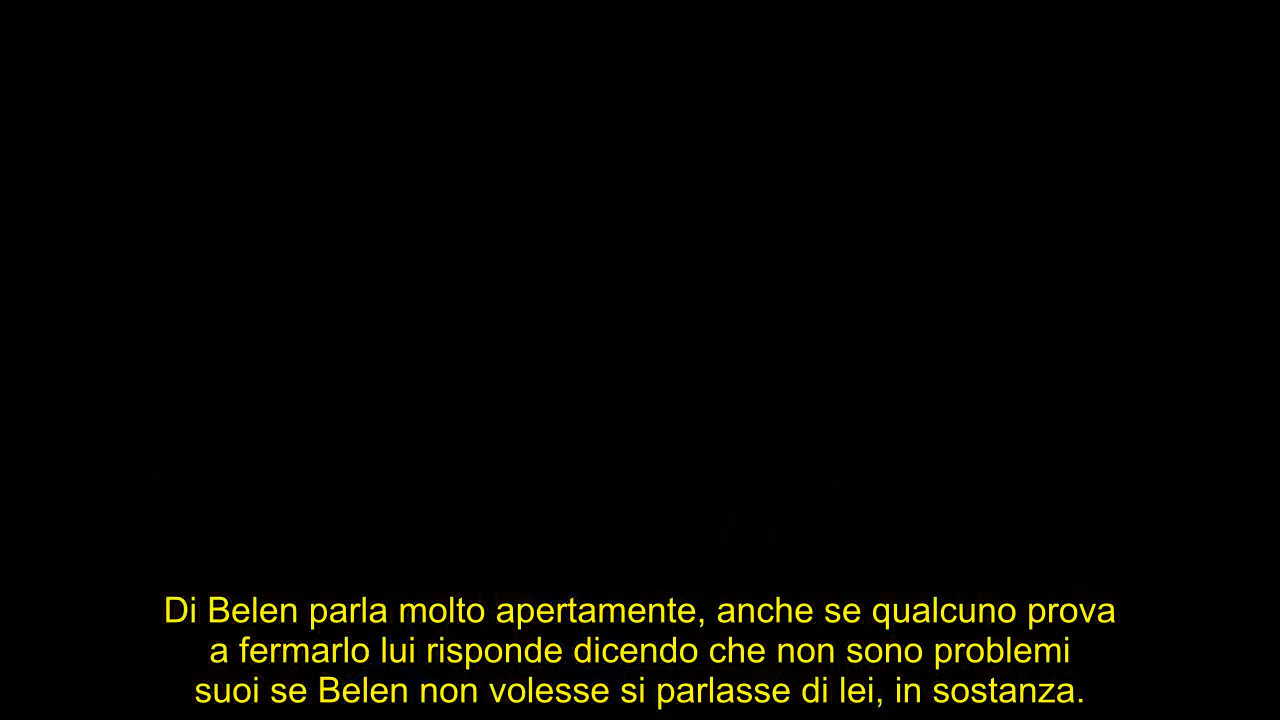 Di Belen parla molto apertamente, anche se qualcuno prova
a fermarlo lui risponde dicendo che non sono problemi
suoi se Belen non volesse si parlasse di lei, in sostanza.